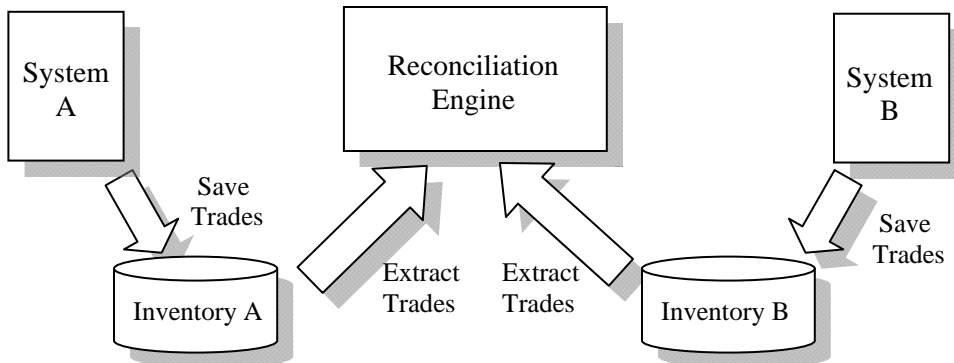 System
A
Reconciliation
Engine
System
B
Save
Trades
Save
Trades
Extract
Trades
Extract
Trades
Inventory A
Inventory B